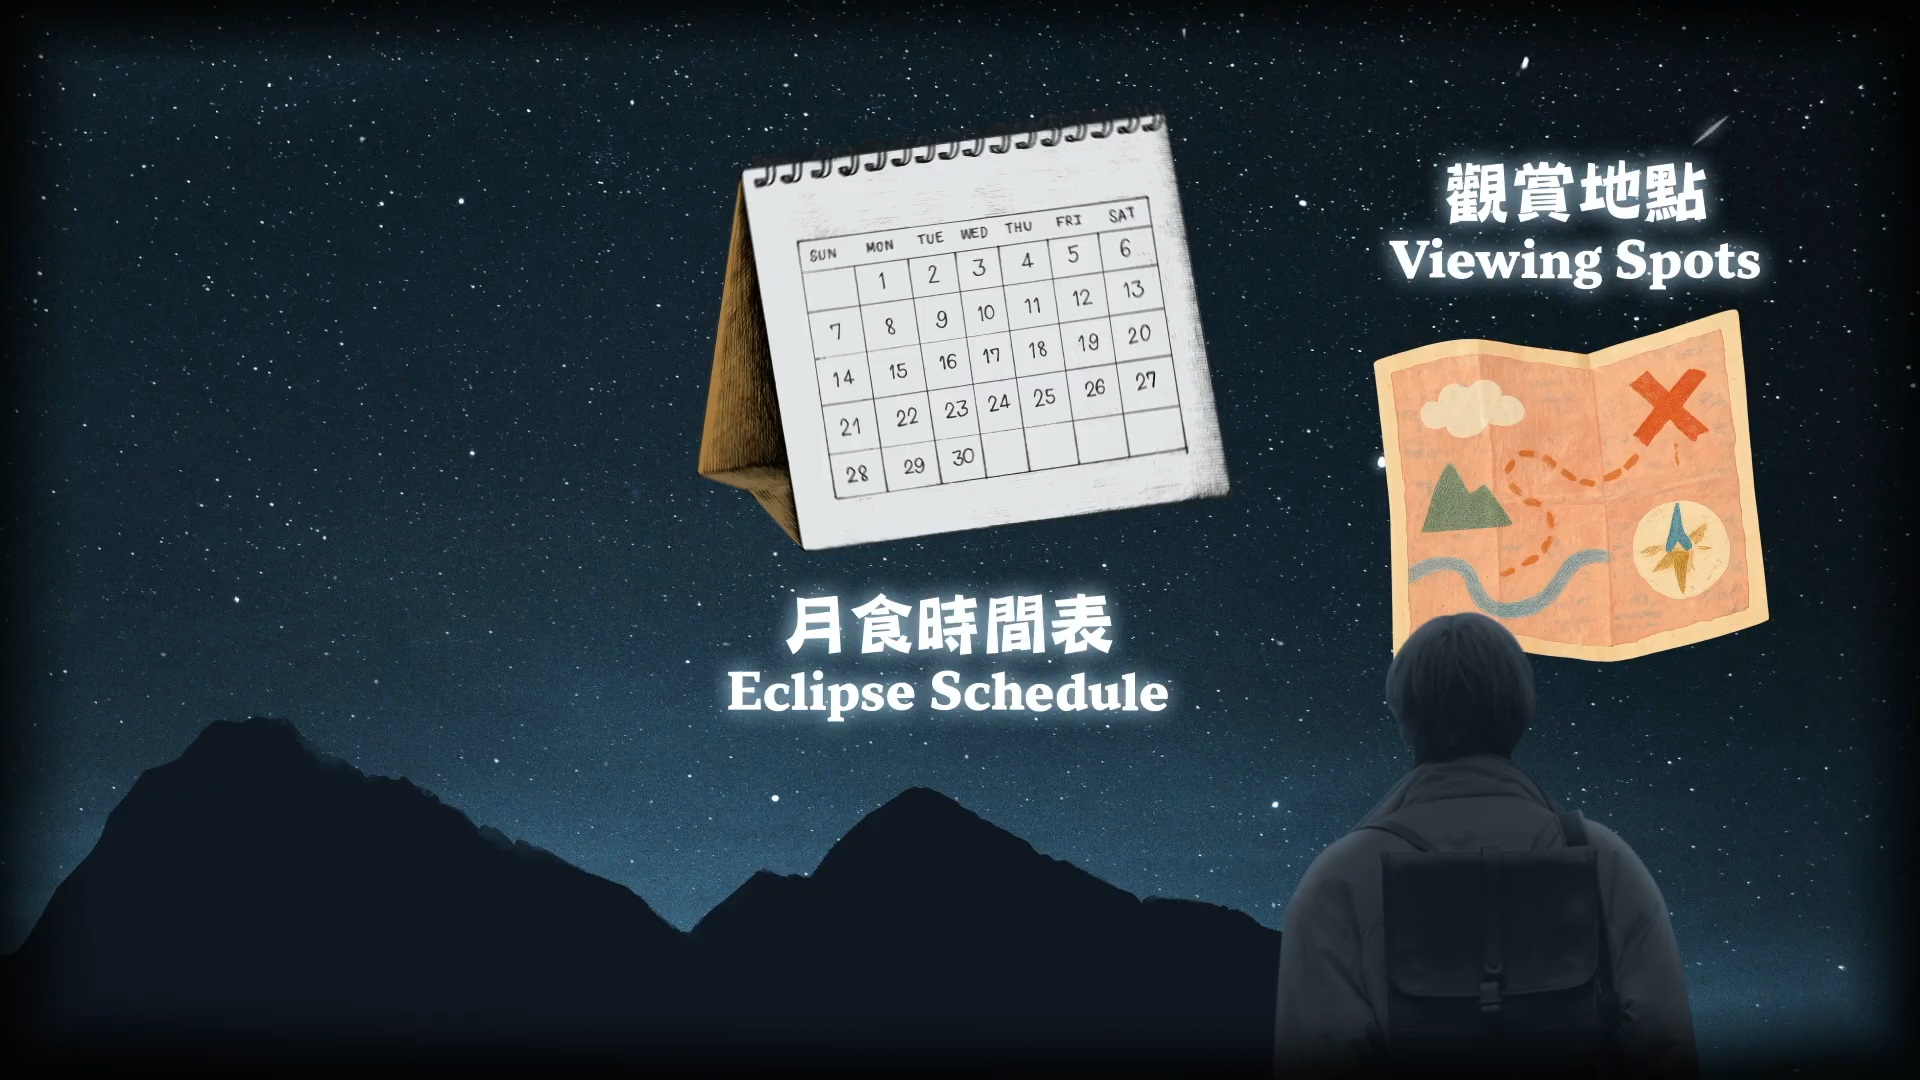 SUN MON TUE WED THU FRI SAT
1 2 3 4 5 6
7 8 9 10 11 12 13
14 15 16 17 18 19 20
21 22 23 24 25 26 27
28 29 30
月食時間表
Eclipse Schedule
觀賞地點
Viewing Spots